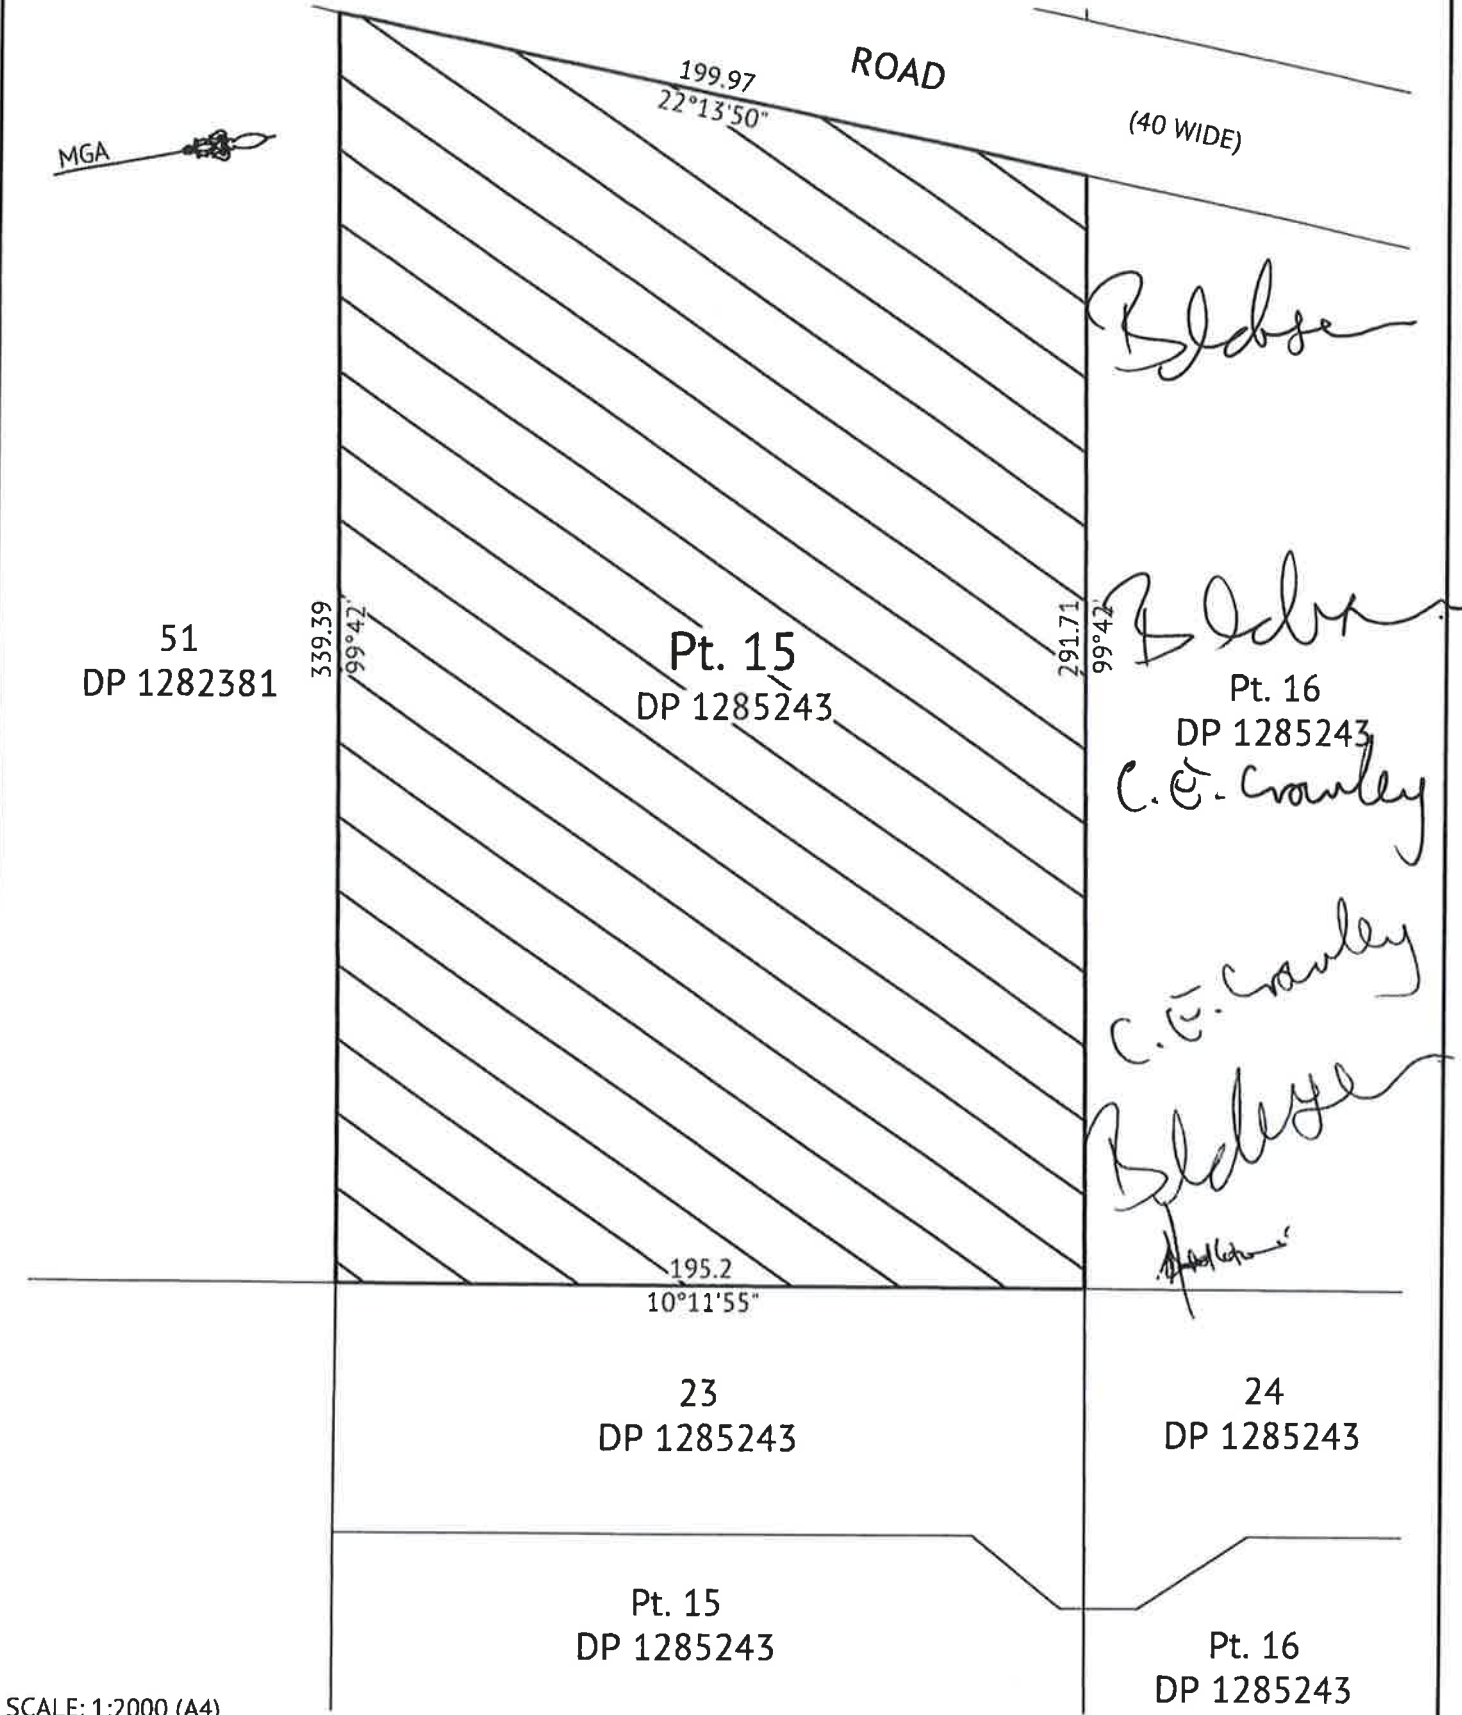 ROAD
199.97
22°13'50"
(40 WIDE)
MGA
339.39
99°42'
51
DP 1282381
Pt. 15
DP 1285243
291.71
99°42'
Pt. 16
DP 1285243
C.E. Crawley
C.E. Crawley
195.2
10°11'55"
23
DP 1285243
24
DP 1285243
Pt. 15
DP 1285243
Pt. 16
DP 1285243
SCALE: 1:2000 (A4)